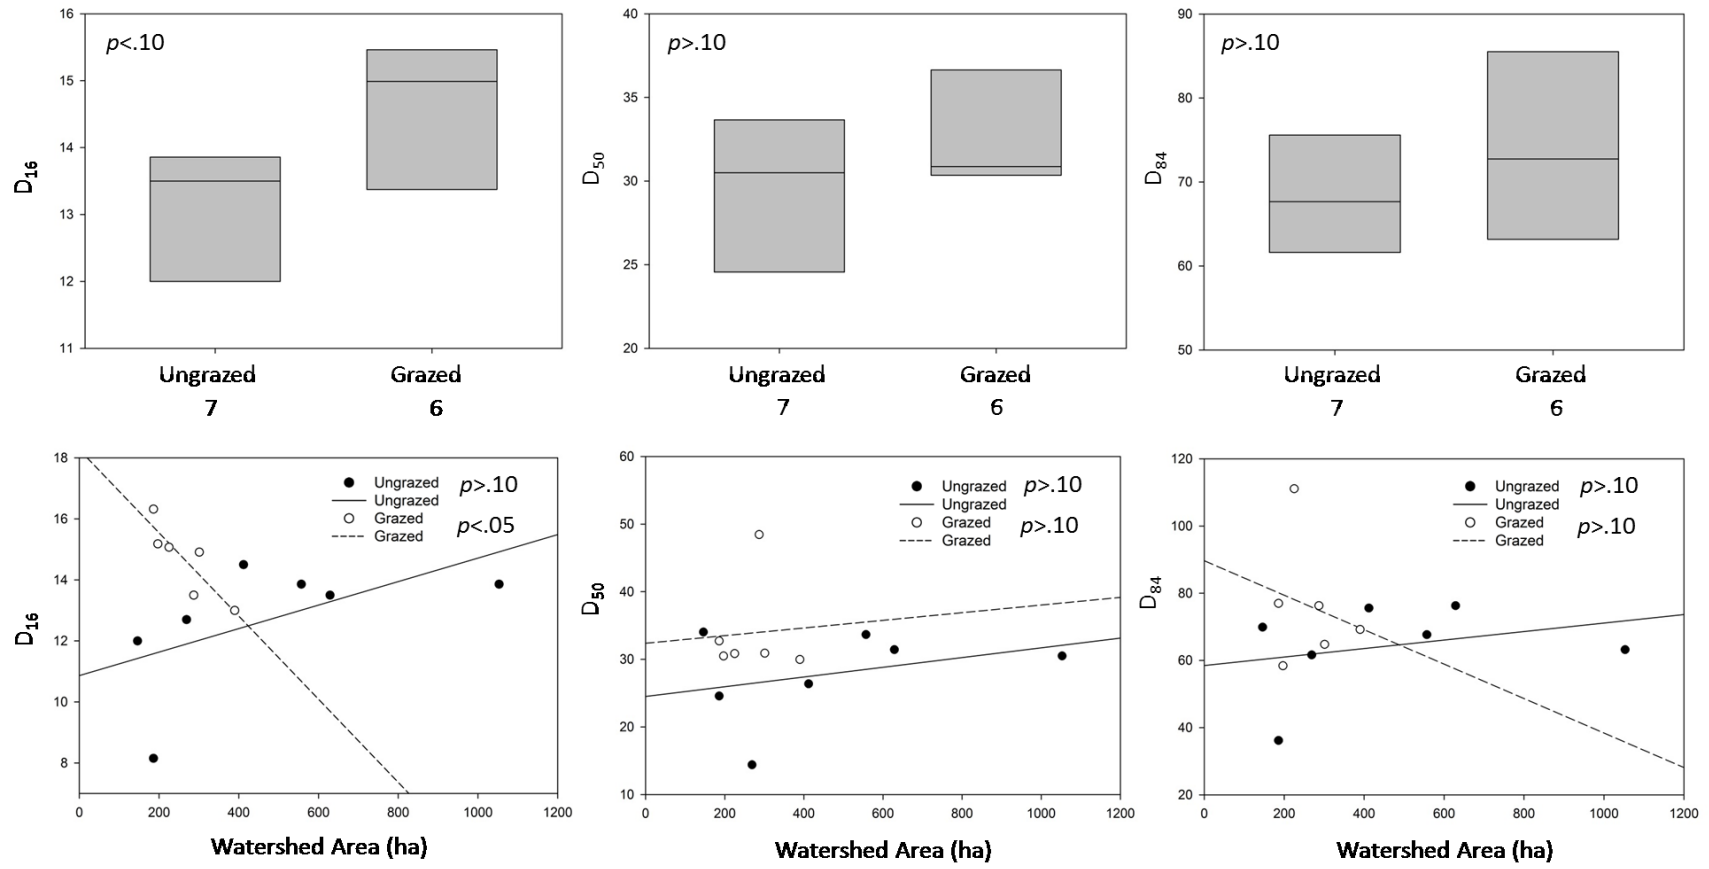 16
15
14
13
12
11
D16
p<.10
Ungrazed
Grazed
7
6
40
35
30
25
20
D50
p>.10
Ungrazed
Grazed
7
6
90
80
70
60
50
D84
p>.10
Ungrazed
Grazed
7
6
18
16
14
12
10
8
D16
Ungrazed p>.10
Ungrazed
Grazed p<.05
Grazed
0 200 400 600 800 1000 1200
Watershed Area (ha)
60
50
40
30
20
10
D50
Ungrazed p>.10
Ungrazed
Grazed p>.10
Grazed
0 200 400 600 800 1000 1200
Watershed Area (ha)
120
100
80
60
40
20
D84
Ungrazed p>.10
Ungrazed
Grazed p>.10
Grazed
0 200 400 600 800 1000 1200
Watershed Area (ha)